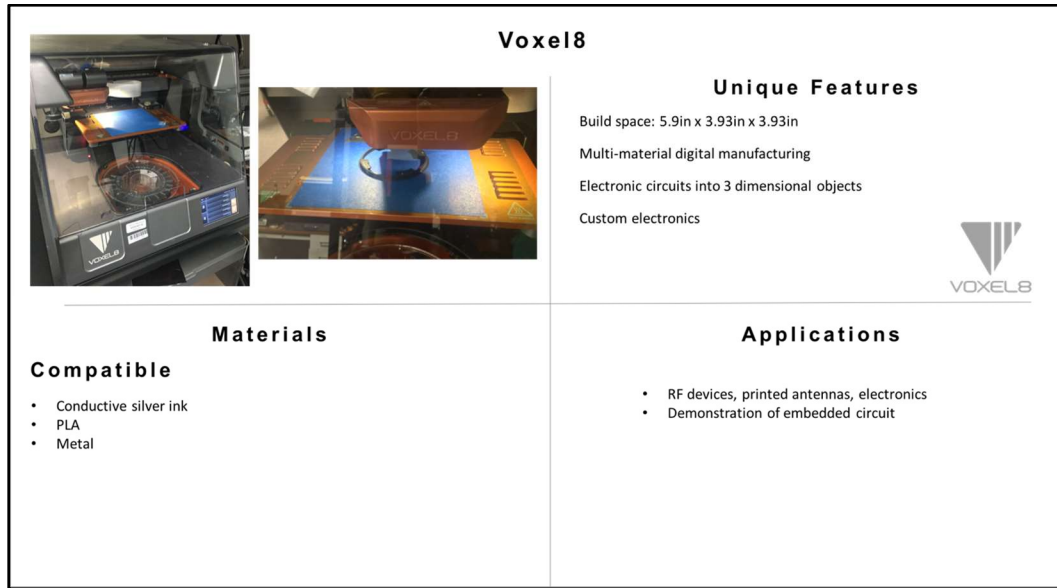 Voxel8
VOXEL8
VOXEL8
Unique Features
Build space: 5.9in x 3.93in x 3.93in
Multi-material digital manufacturing
Electronic circuits into 3 dimensional objects
Custom electronics
VOXEL8
Materials
Compatible
• Conductive silver ink
• PLA
• Metal
Applications
• RF devices, printed antennas, electronics
• Demonstration of embedded circuit